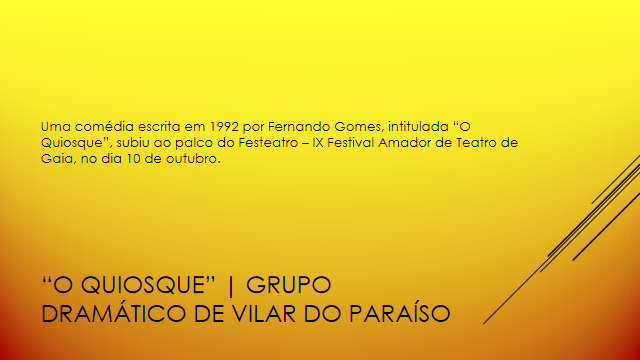 Uma comédia escrita em 1992 por Fernando Gomes, intitulada “O
Quiosque”, subiu ao palco do Festeatro – IX Festival Amador de Teatro de
Gaia, no dia 10 de outubro.
“O QUIOSQUE” | GRUPO
DRAMÁTICO DE VILAR DO PARAÍSO